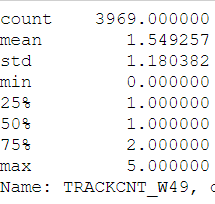 count    3969.000000
mean        1.549257
std         1.180382
min         0.000000
25%         1.000000
50%         1.000000
75%         2.000000
max         5.000000
Name: TRACKCNT_W49,